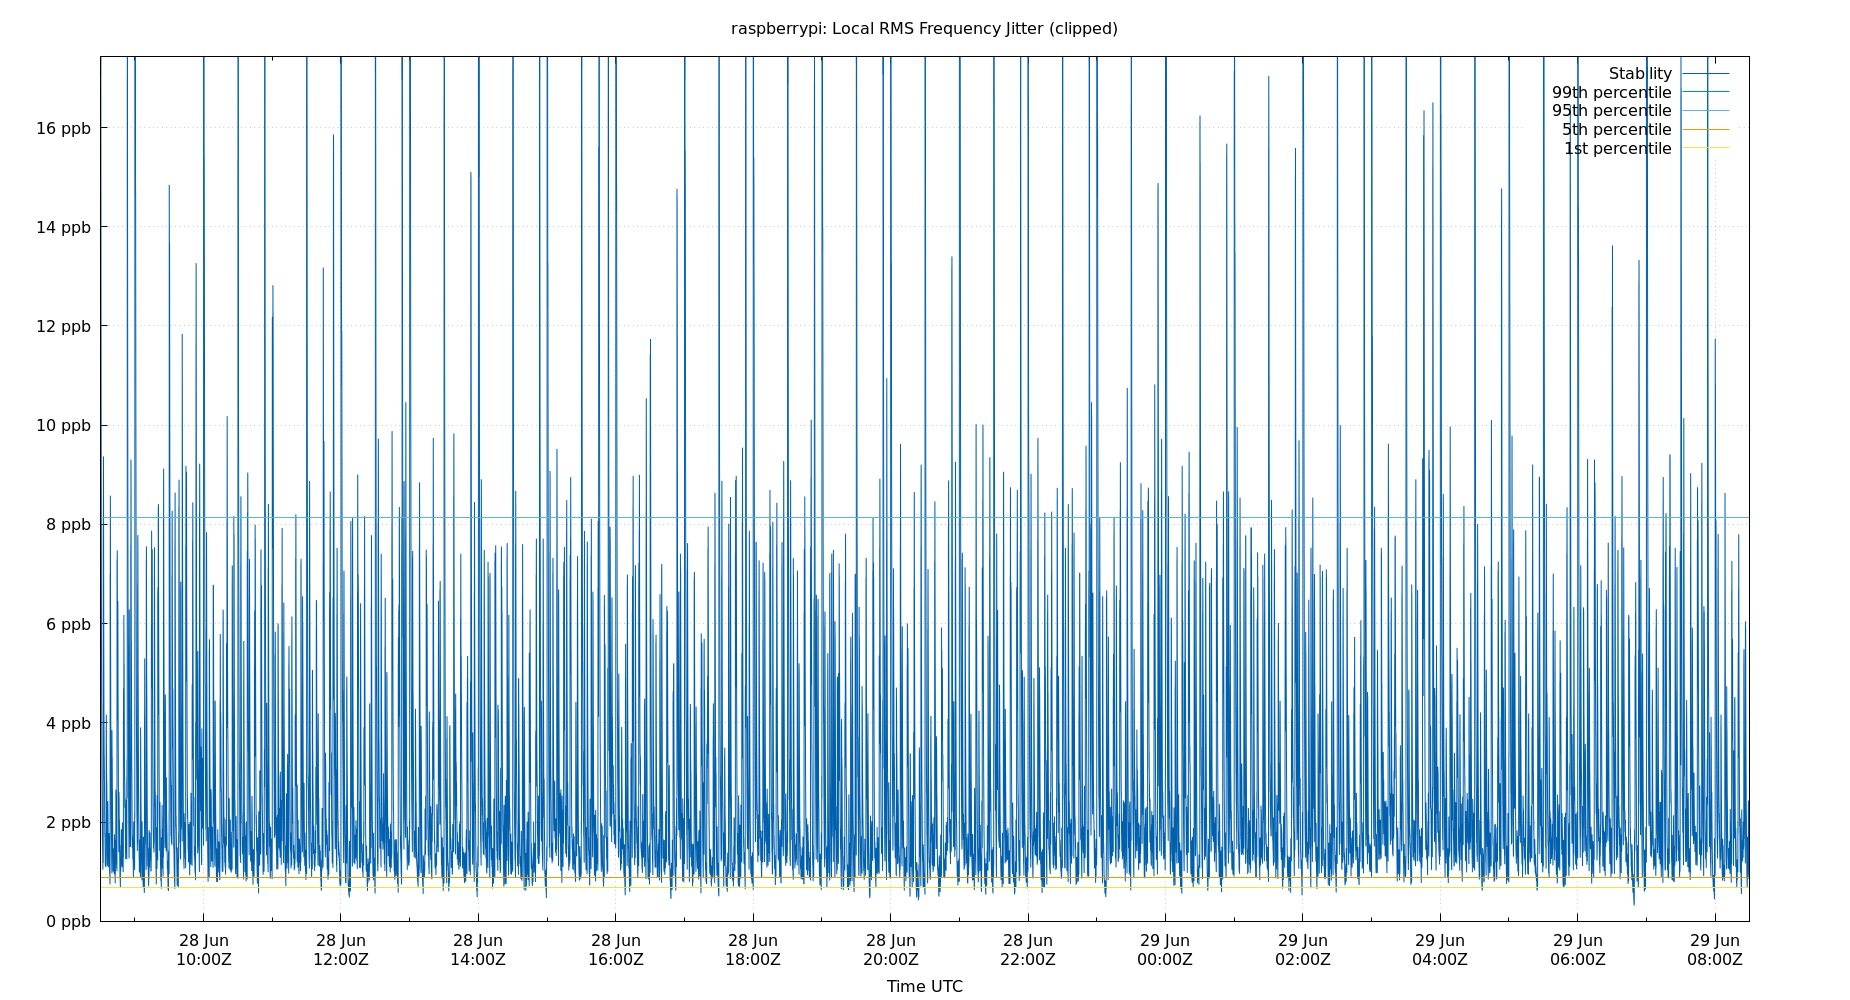 raspberrypi: Local RMS Frequency Jitter (clipped)
Stability
99th percentile
95th percentile
5th percentile
1st percentile
16 ppb
14 ppb
12 ppb
10 ppb
8 ppb
6 ppb
4 ppb
2 ppb
0 ppb
28 Jun 28 Jun 28 Jun 28 Jun 28 Jun 28 Jun 28 Jun 29 Jun 29 Jun 29 Jun 29 Jun 29 Jun
10:00Z 12:00Z 14:00Z 16:00Z 18:00Z 20:00Z 22:00Z 00:00Z 02:00Z 04:00Z 06:00Z 08:00Z
Time UTC